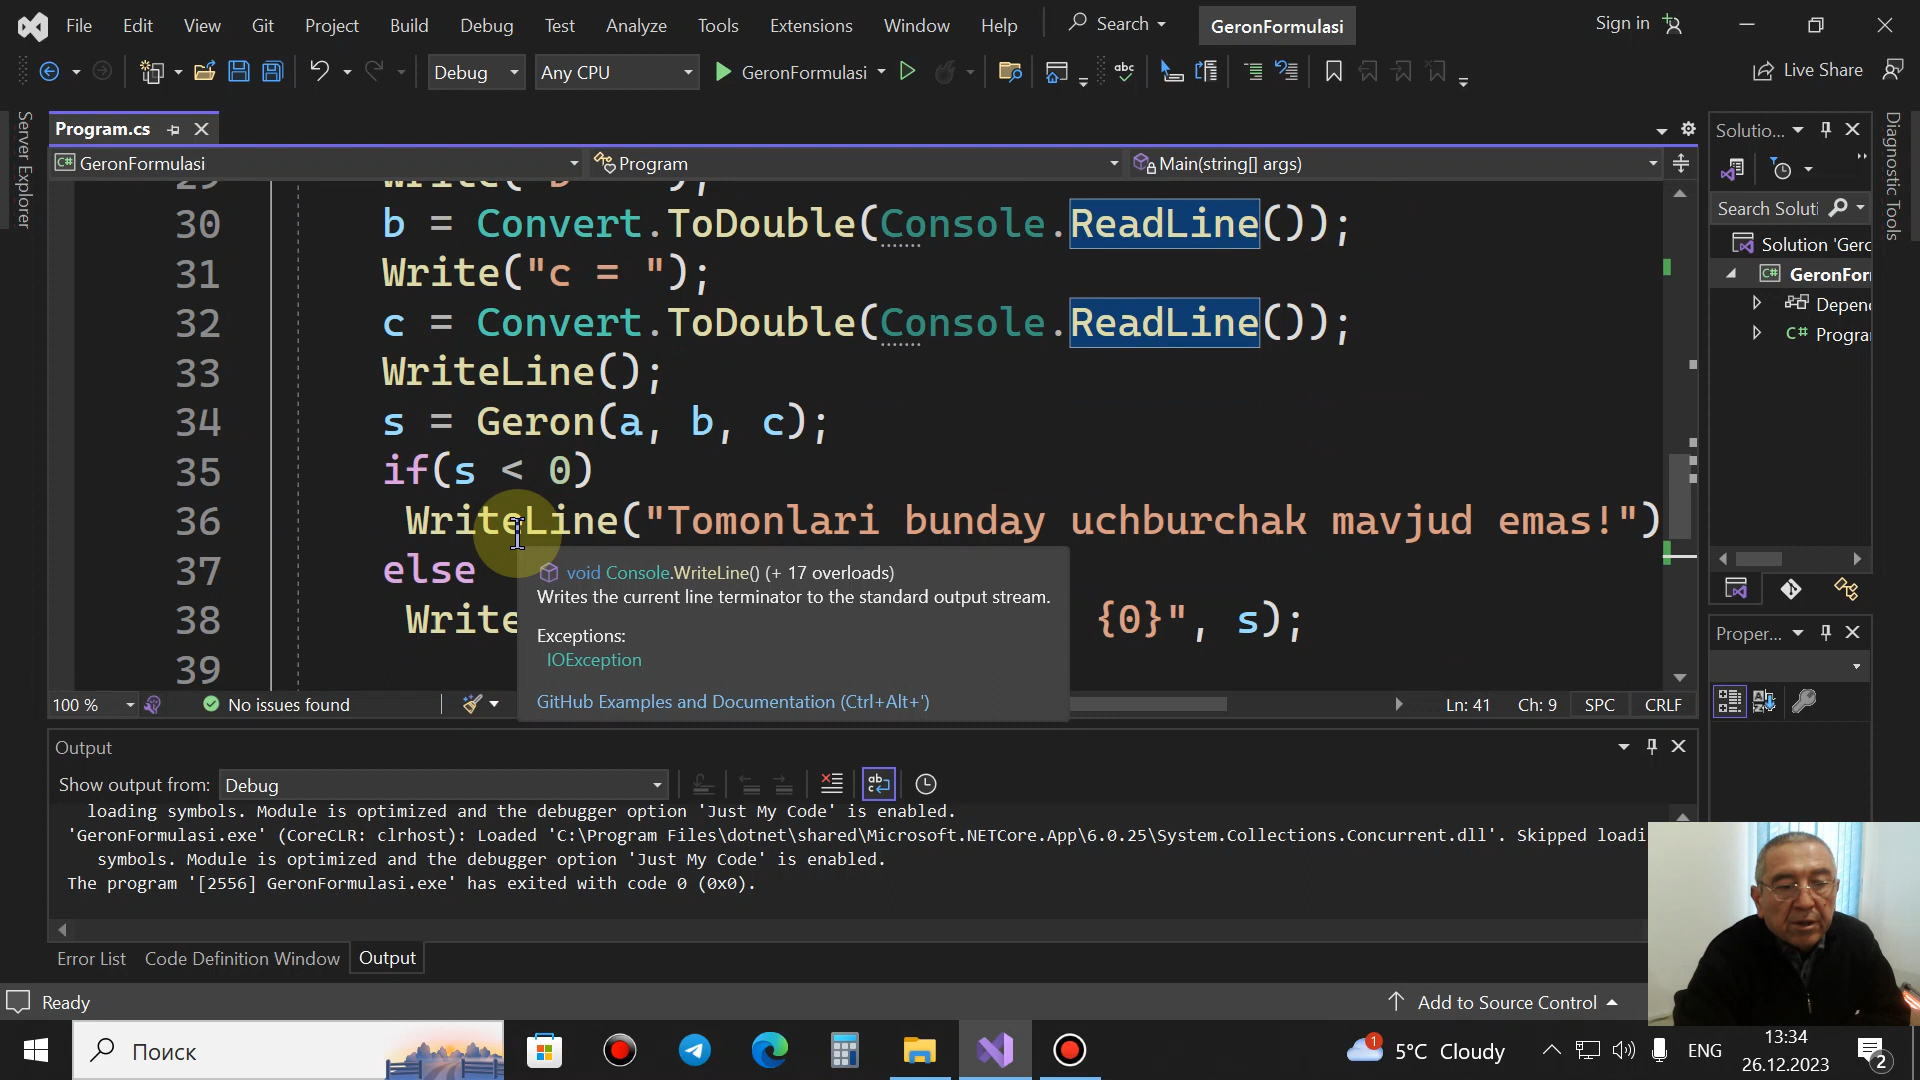 File Edit View Git Project Build Debug Test Analyze Tools Extensions Window Help Search GeronFormulasi Sign in
Debug Any CPU GeronFormulasi Live Share
Server Explorer
Program.cs
GeronFormulasi Program Main(string[] args)
30 b = Convert.ToDouble(Console.ReadLine());
31 Write("c = ");
32 c = Convert.ToDouble(Console.ReadLine());
33 WriteLine();
34 s = Geron(a, b, c);
35 if(s < 0)
36 WriteLine("Tomonlari bunday uchburchak mavjud emas!")
37 else
38 Write {0}", s);
39
void Console.WriteLine() (+ 17 overloads)
Writes the current line terminator to the standard output stream.
Exceptions:
IOException
GitHub Examples and Documentation (Ctrl+Alt+')
100 % No issues found Ln: 41 Ch: 9 SPC CRLF
Solutio...
Search Soluti
Solution 'Gero
GeronFor
Depen
Progra
Proper...
Diagnostic Tools
Output
Show output from: Debug
loading symbols. Module is optimized and the debugger option 'Just My Code' is enabled.
'GeronFormulasi.exe' (CoreCLR: clrhost): Loaded 'C:\Program Files\dotnet\shared\Microsoft.NETCore.App\6.0.25\System.Collections.Concurrent.dll'. Skipped loadi
symbols. Module is optimized and the debugger option 'Just My Code' is enabled.
The program '[2556] GeronFormulasi.exe' has exited with code 0 (0x0).
Error List Code Definition Window Output
Ready Add to Source Control
Поиск
1 5°C Cloudy ENG 13:34
26.12.2023 2